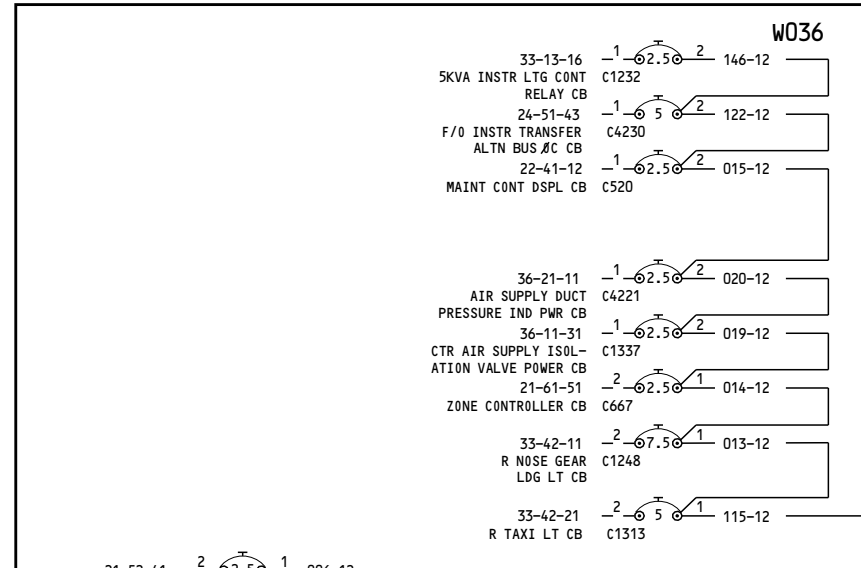 W036
33-13-16 1 2.5 2 146-12
5KVA INSTR LTG CONT C1232
RELAY CB
24-51-43 1 5 2 122-12
F/O INSTR TRANSFER C4230
ALTN BUS ØC CB
22-41-12 1 2.5 2 015-12
MAINT CONT DSPL CB C520
36-21-11 1 2.5 2 020-12
AIR SUPPLY DUCT C4221
PRESSURE IND PWR CB
36-11-31 1 2.5 2 019-12
CTR AIR SUPPLY ISOL- C1337
ATION VALVE POWER CB
21-61-51 2 2.5 1 014-12
ZONE CONTROLLER CB C667
33-42-11 2 7.5 1 013-12
R NOSE GEAR C1248
LDG LT CB
33-42-21 2 5 1 115-12
R TAXI LT CB C1313
2 1